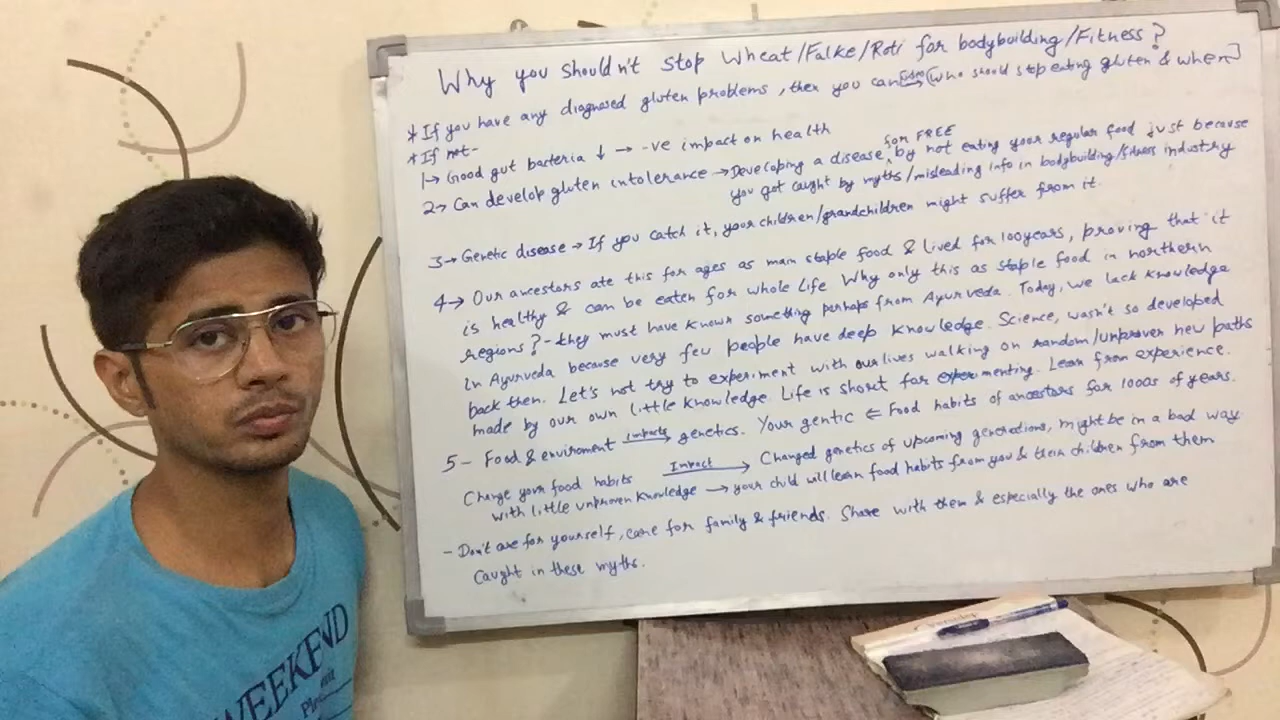 Why you shouldn't stop Wheat/Falke/Roti for bodybuilding/Fitness?
* If you have any diagnosed gluten problems, then you can (who should stop eating gluten & when)
* If not-
1→ Good gut bacteria ↓ → -ve impact on health
2→ Can develop gluten intolerance → Developing a disease, for FREE by not eating your regular food just because
you got caught by myths/misleading info in bodybuilding/fitness industry
3→ Genetic disease → If you catch it, your children/grandchildren might suffer from it.
4→ Our ancestors ate this for ages as main staple food & lived for 100years, proving that it
is healthy & can be eaten for whole life. Why only this as staple food in northern
regions? - they must have known something perhaps from Ayurveda. Today, we lack knowledge
in Ayurveda because very few people have deep knowledge. Science, wasn't so developed
back then. Let's not try to experiment with our lives walking on random/unproven new paths
made by our own little knowledge. Life is short for experimenting. Learn from experience.
5- Food & enviroment impacts → genetics. Your gentic ⇐ Food habits of ancestors for 1000s of years.
Change your food habits Impact → Changed genetics of upcoming generations, might be in a bad way
with little unproven knowledge → your child will learn food habits from you & their children from them
- Don't are for yourself, care for family & friends. Share with them & especially the ones who are
Caught in these myths.
WEEKEND